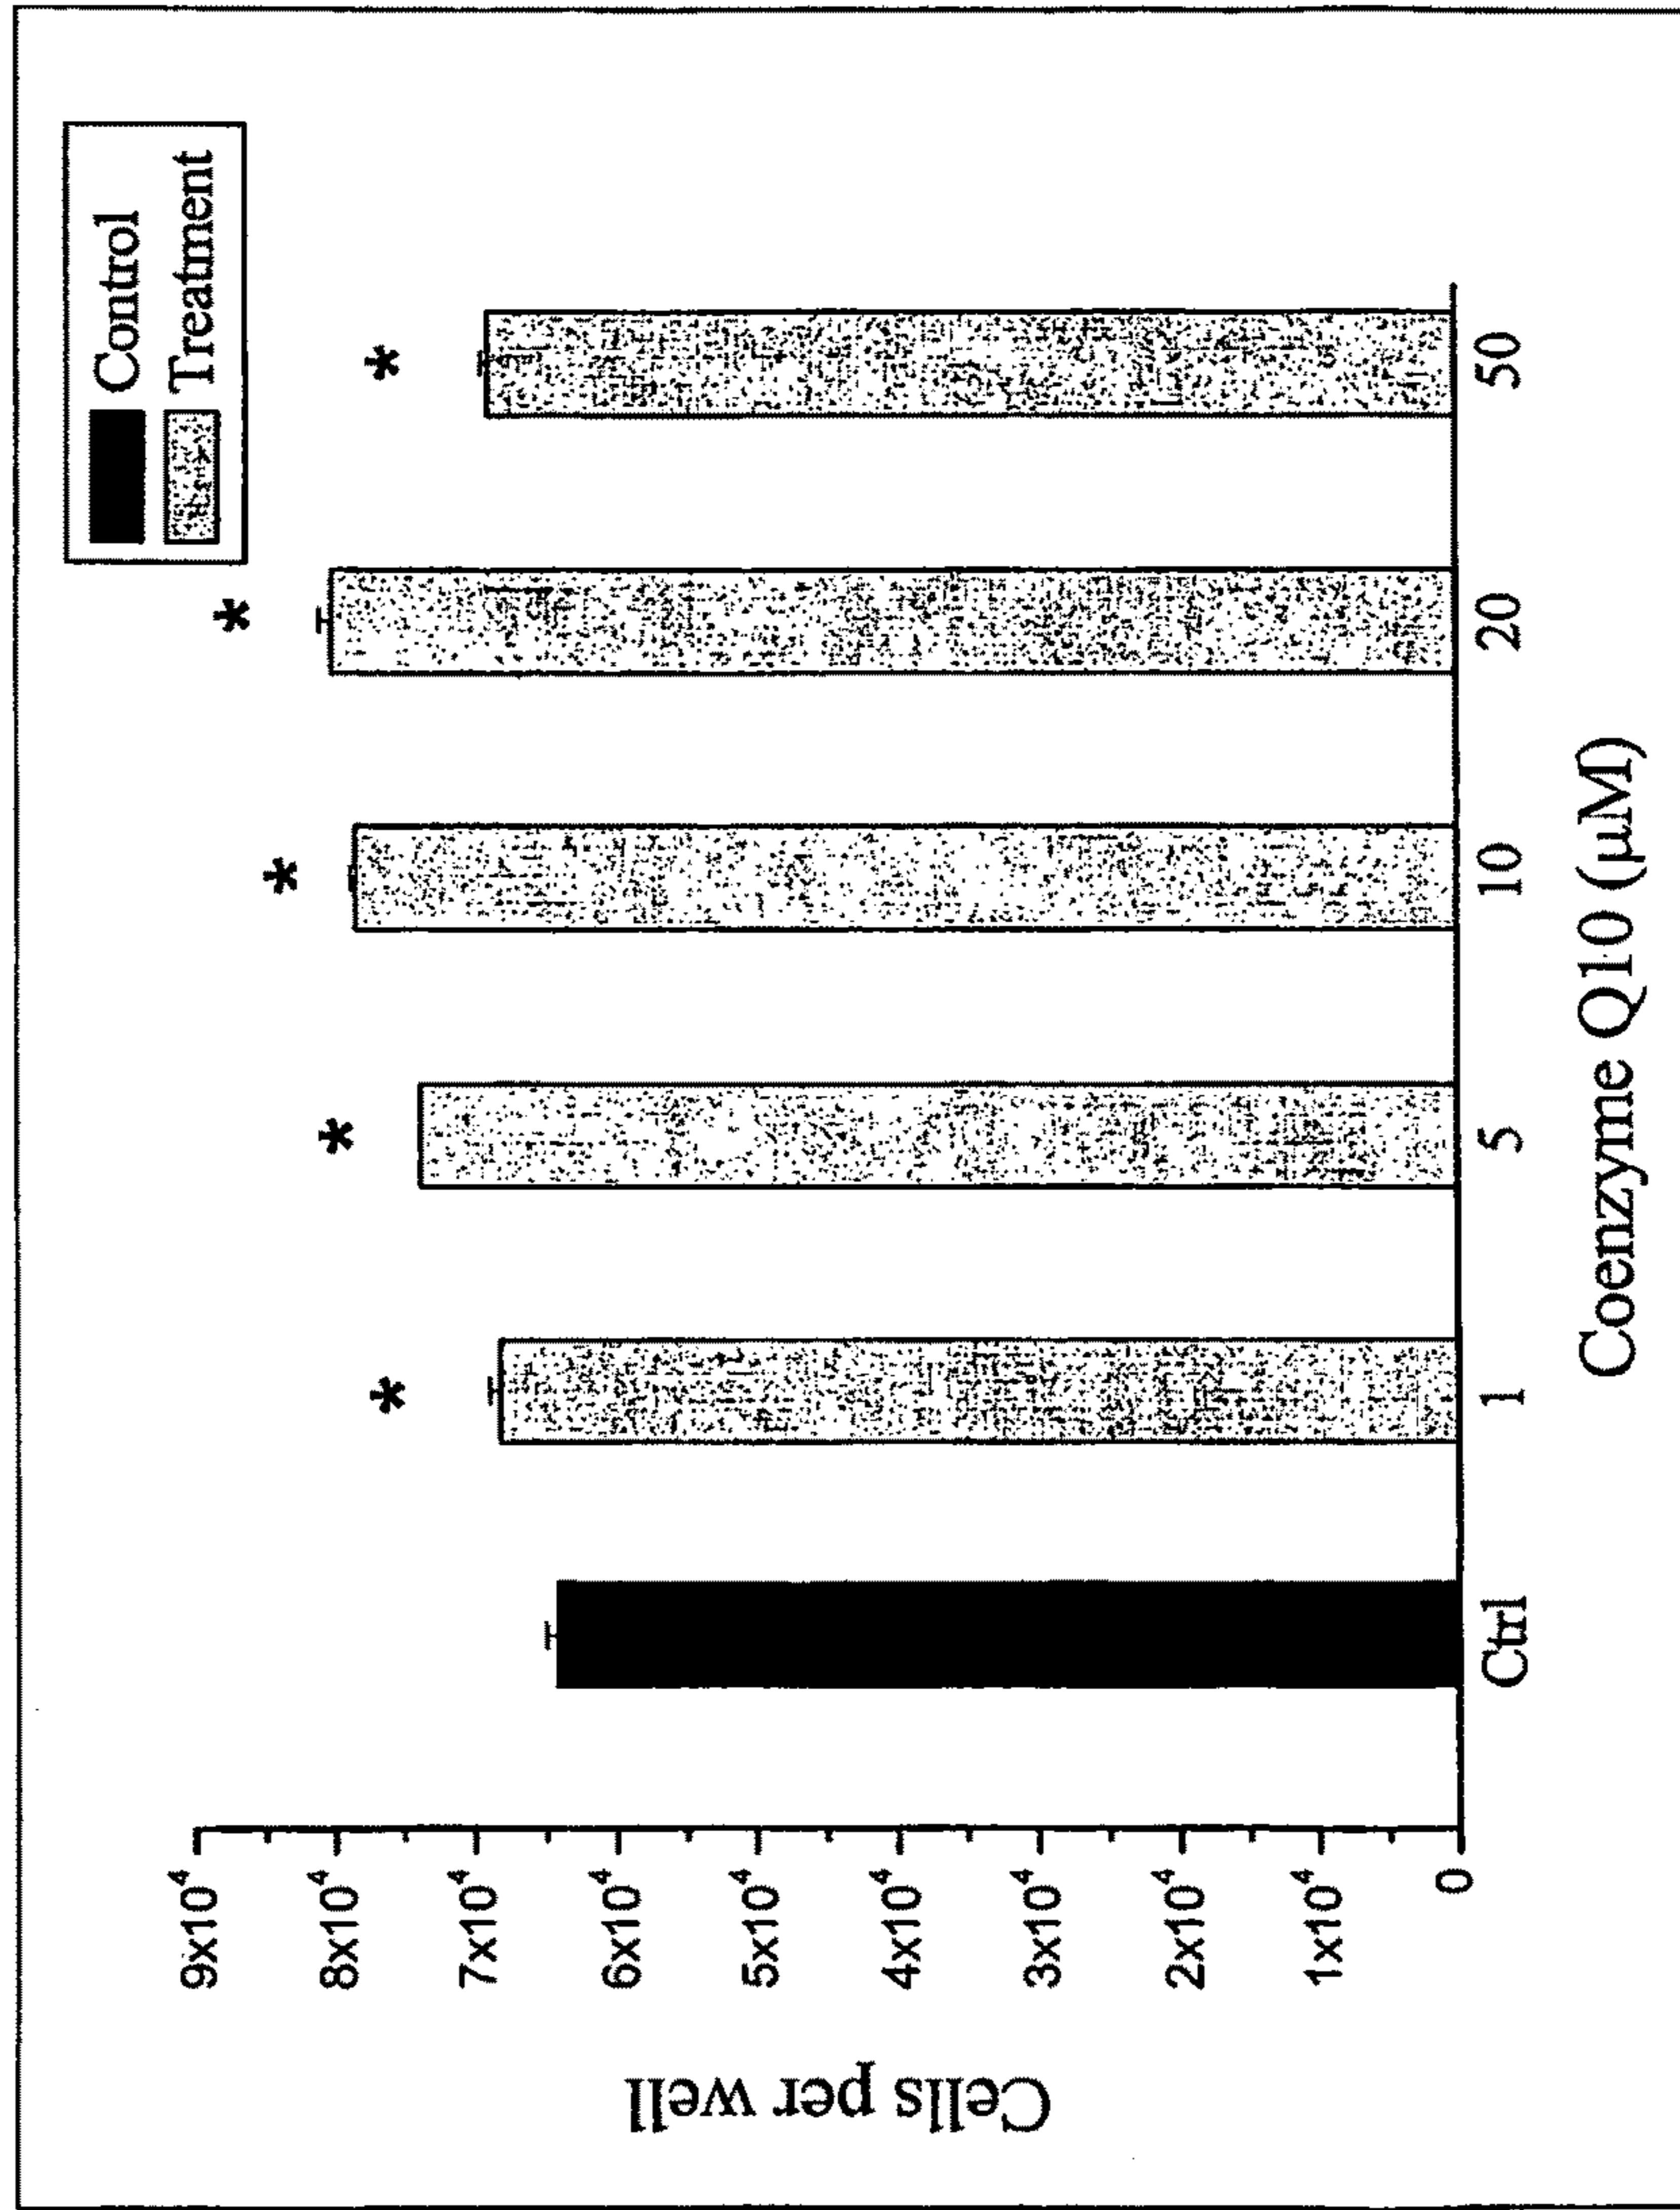 Control
Treatment
*
*
*
*
*
Cells per well
9x10⁴
8x10⁴
7x10⁴
6x10⁴
5x10⁴
4x10⁴
3x10⁴
2x10⁴
1x10⁴
0
Ctrl 1 5 10 20 50
Coenzyme Q10 (µM)